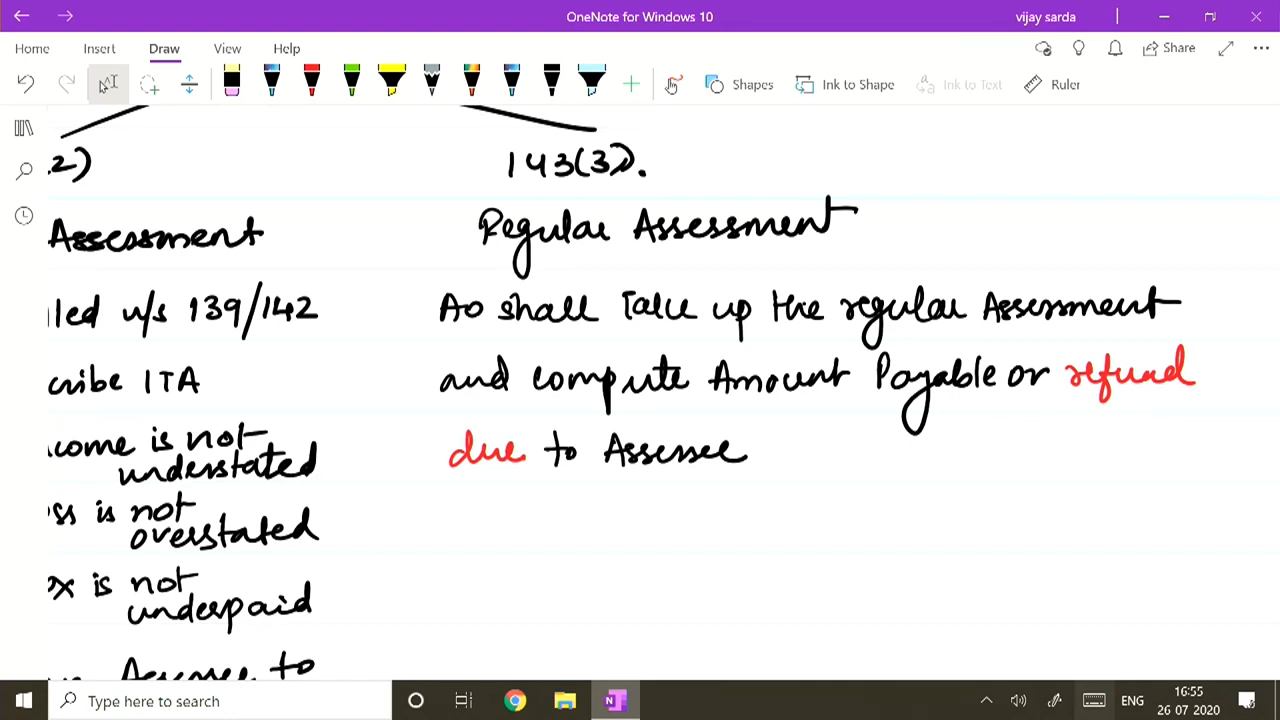 OneNote for Windows 10
vijay sarda
Home Insert Draw View Help
Share
Shapes
Ink to Shape
Ink to Text
Ruler
2)
Assessment
led u/s 139/142
cribe ITA
come is not
understated
ss is not
overstated
x is not
underpaid
Assessee to
143(3).
Regular Assessment
AO shall Take up the regular Assessment
and compute Amount Payable or refund
due to Assessee
Type here to search
ENG
16:55
26-07-2020